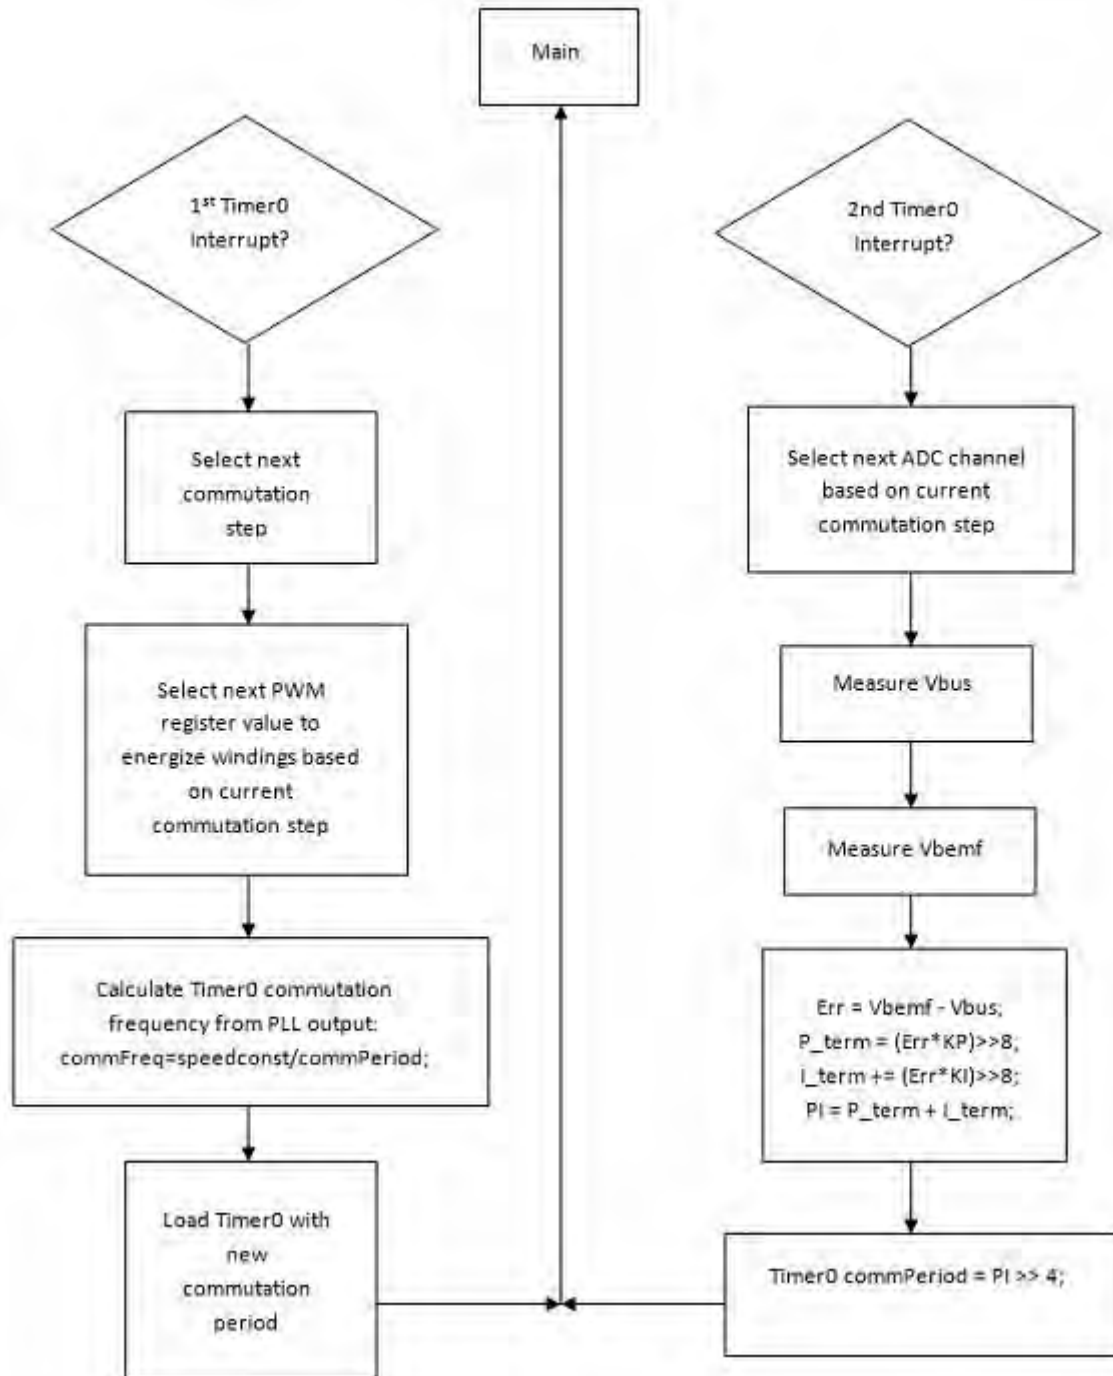 Main
1st Timer0
Interrupt?
Select next
commutation
step
Select next PWM
register value to
energize windings based
on current
commutation step
Calculate Timer0 commutation
frequency from PLL output:
commFreq=speedconst/commPeriod;
Load Timer0 with
new
commutation
period
2nd Timer0
Interrupt?
Select next ADC channel
based on current
commutation step
Measure Vbus
Measure Vbemf
Err = Vbemf - Vbus;
P_term = (Err*KP)>>8;
I_term += (Err*KI)>>8;
PI = P_term + I_term;
Timer0 commPeriod = PI >> 4;